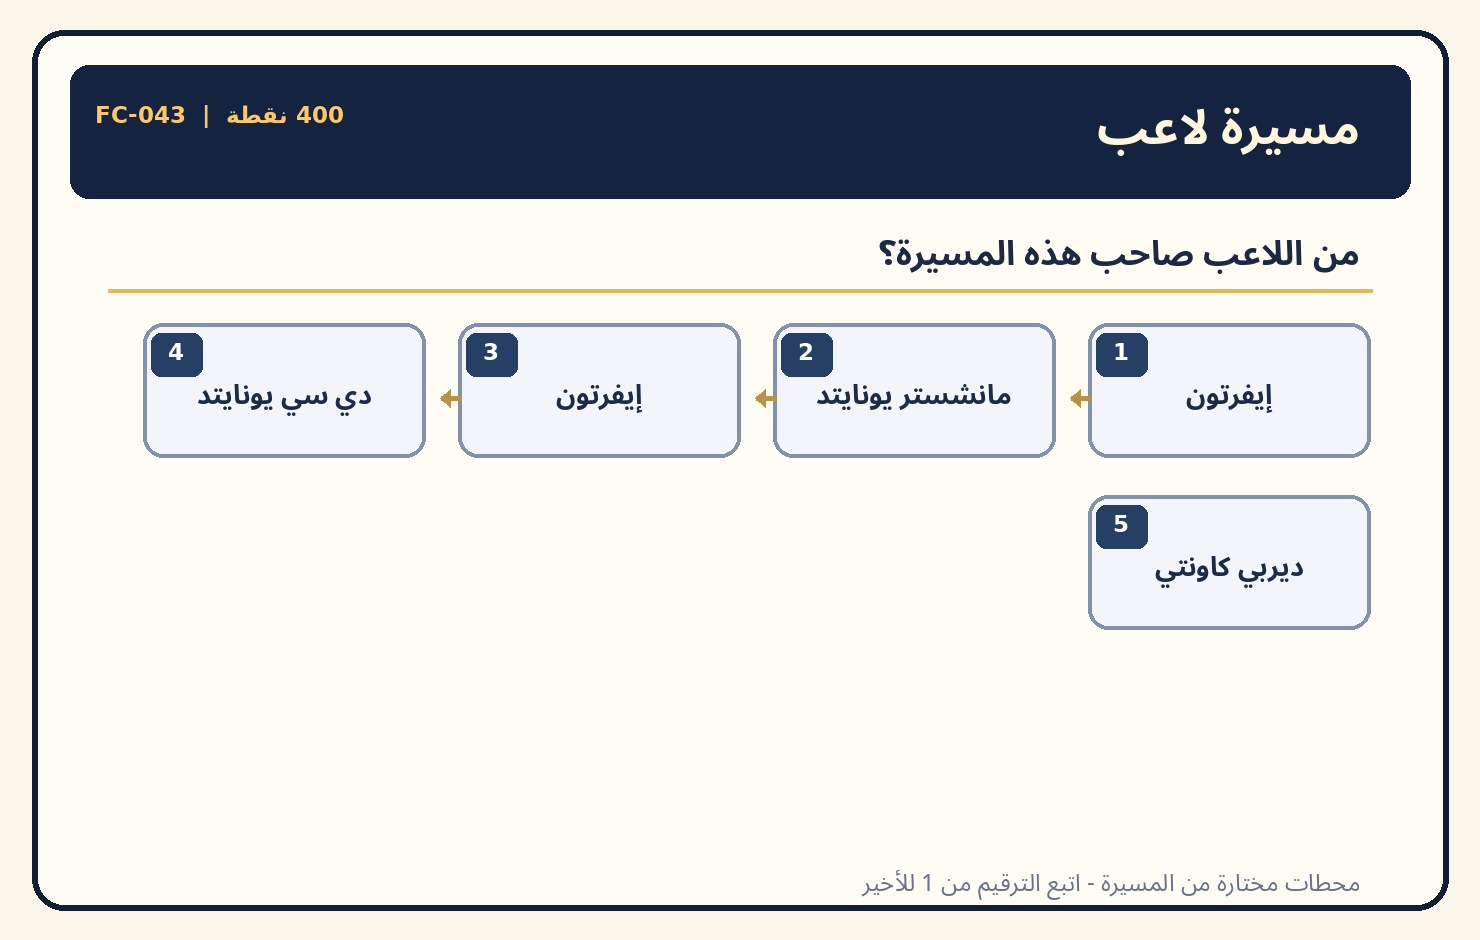 مسيرة لاعب
400 نقطة | FC-043
من اللاعب صاحب هذه المسيرة؟
1
إيفرتون
2
مانشستر يونايتد
3
إيفرتون
4
دي سي يونايتد
5
ديربي كاونتي
محطات مختارة من المسيرة - اتبع الترقيم من 1 للأخير